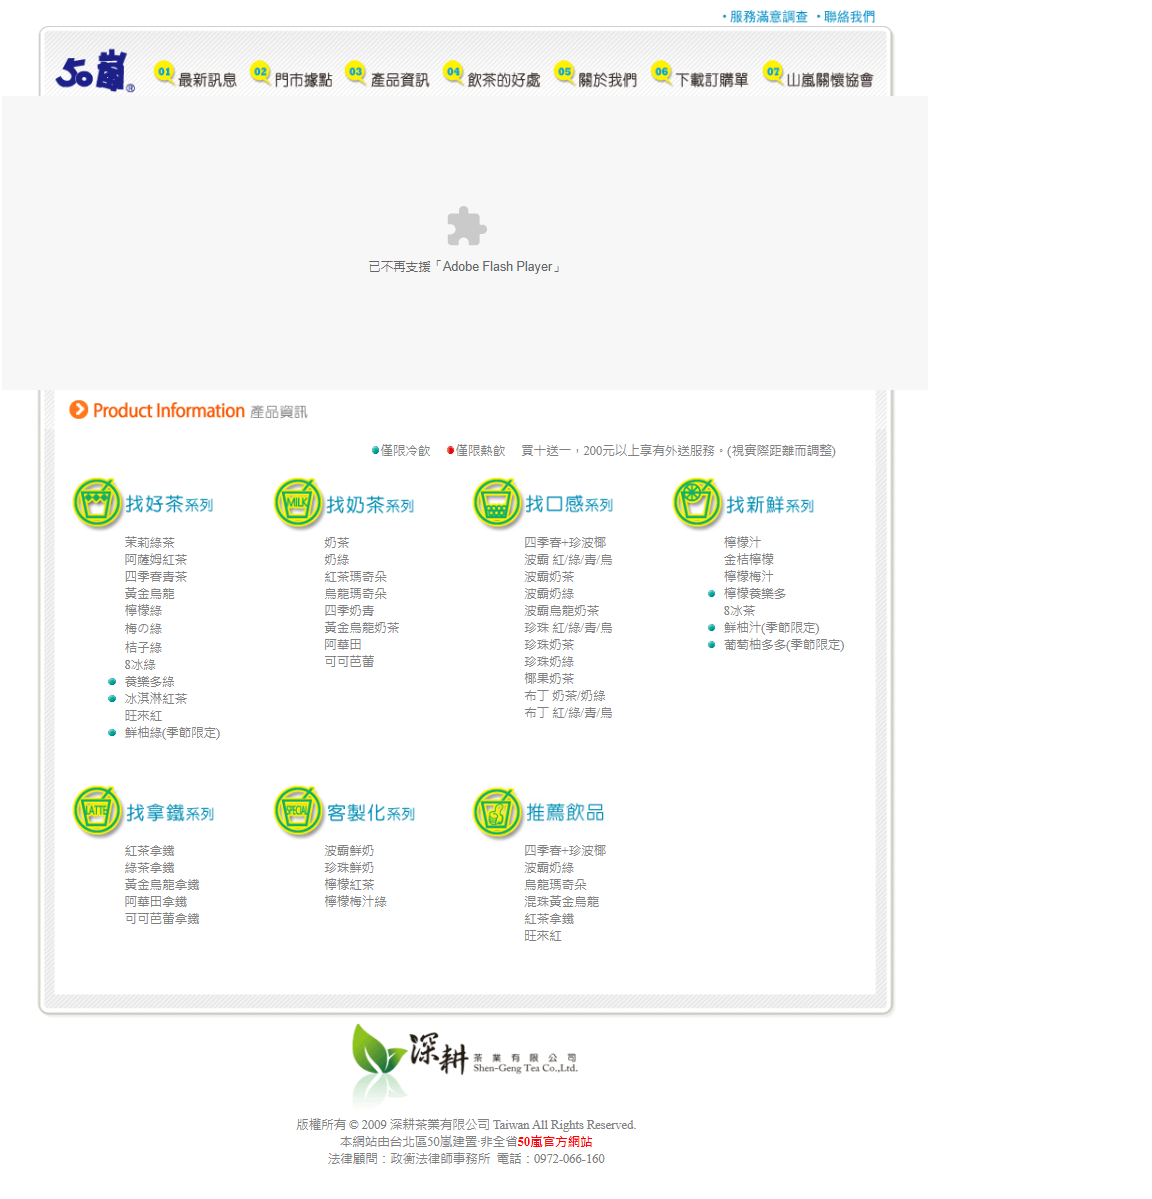 • 服務滿意調查 • 聯絡我們
50嵐® 01 最新訊息 02 門市據點 03 產品資訊 04 飲茶的好處 05 關於我們 06 下載訂購單 07 山嵐關懷協會
已不再支援「Adobe Flash Player」
Product Information 產品資訊
僅限冷飲 僅限熱飲 買十送一，200元以上享有外送服務。(視實際距離而調整)
找好茶系列
茉莉綠茶
阿薩姆紅茶
四季春青茶
黃金烏龍
檸檬綠
梅の綠
桔子綠
8冰綠
養樂多綠
冰淇淋紅茶
旺來紅
鮮柚綠(季節限定)
MILK 找奶茶系列
奶茶
奶綠
紅茶瑪奇朵
烏龍瑪奇朵
四季奶青
黃金烏龍奶茶
阿華田
可可芭蕾
找口感系列
四季春+珍波椰
波霸 紅/綠/青/烏
波霸奶茶
波霸奶綠
波霸烏龍奶茶
珍珠 紅/綠/青/烏
珍珠奶茶
珍珠奶綠
椰果奶茶
布丁 奶茶/奶綠
布丁 紅/綠/青/烏
找新鮮系列
檸檬汁
金桔檸檬
檸檬梅汁
檸檬養樂多
8冰茶
鮮柚汁(季節限定)
葡萄柚多多(季節限定)
LATTE 找拿鐵系列
紅茶拿鐵
綠茶拿鐵
黃金烏龍拿鐵
阿華田拿鐵
可可芭蕾拿鐵
SPECIAL 客製化系列
波霸鮮奶
珍珠鮮奶
檸檬紅茶
檸檬梅汁綠
推薦飲品
四季春+珍波椰
波霸奶綠
烏龍瑪奇朵
混珠黃金烏龍
紅茶拿鐵
旺來紅
深耕 茶業有限公司
Shen-Geng Tea Co.,Ltd.
版權所有 © 2009 深耕茶業有限公司 Taiwan All Rights Reserved.
本網站由台北區50嵐建置‧非全省50嵐官方網站
法律顧問：政衡法律師事務所 電話：0972-066-160